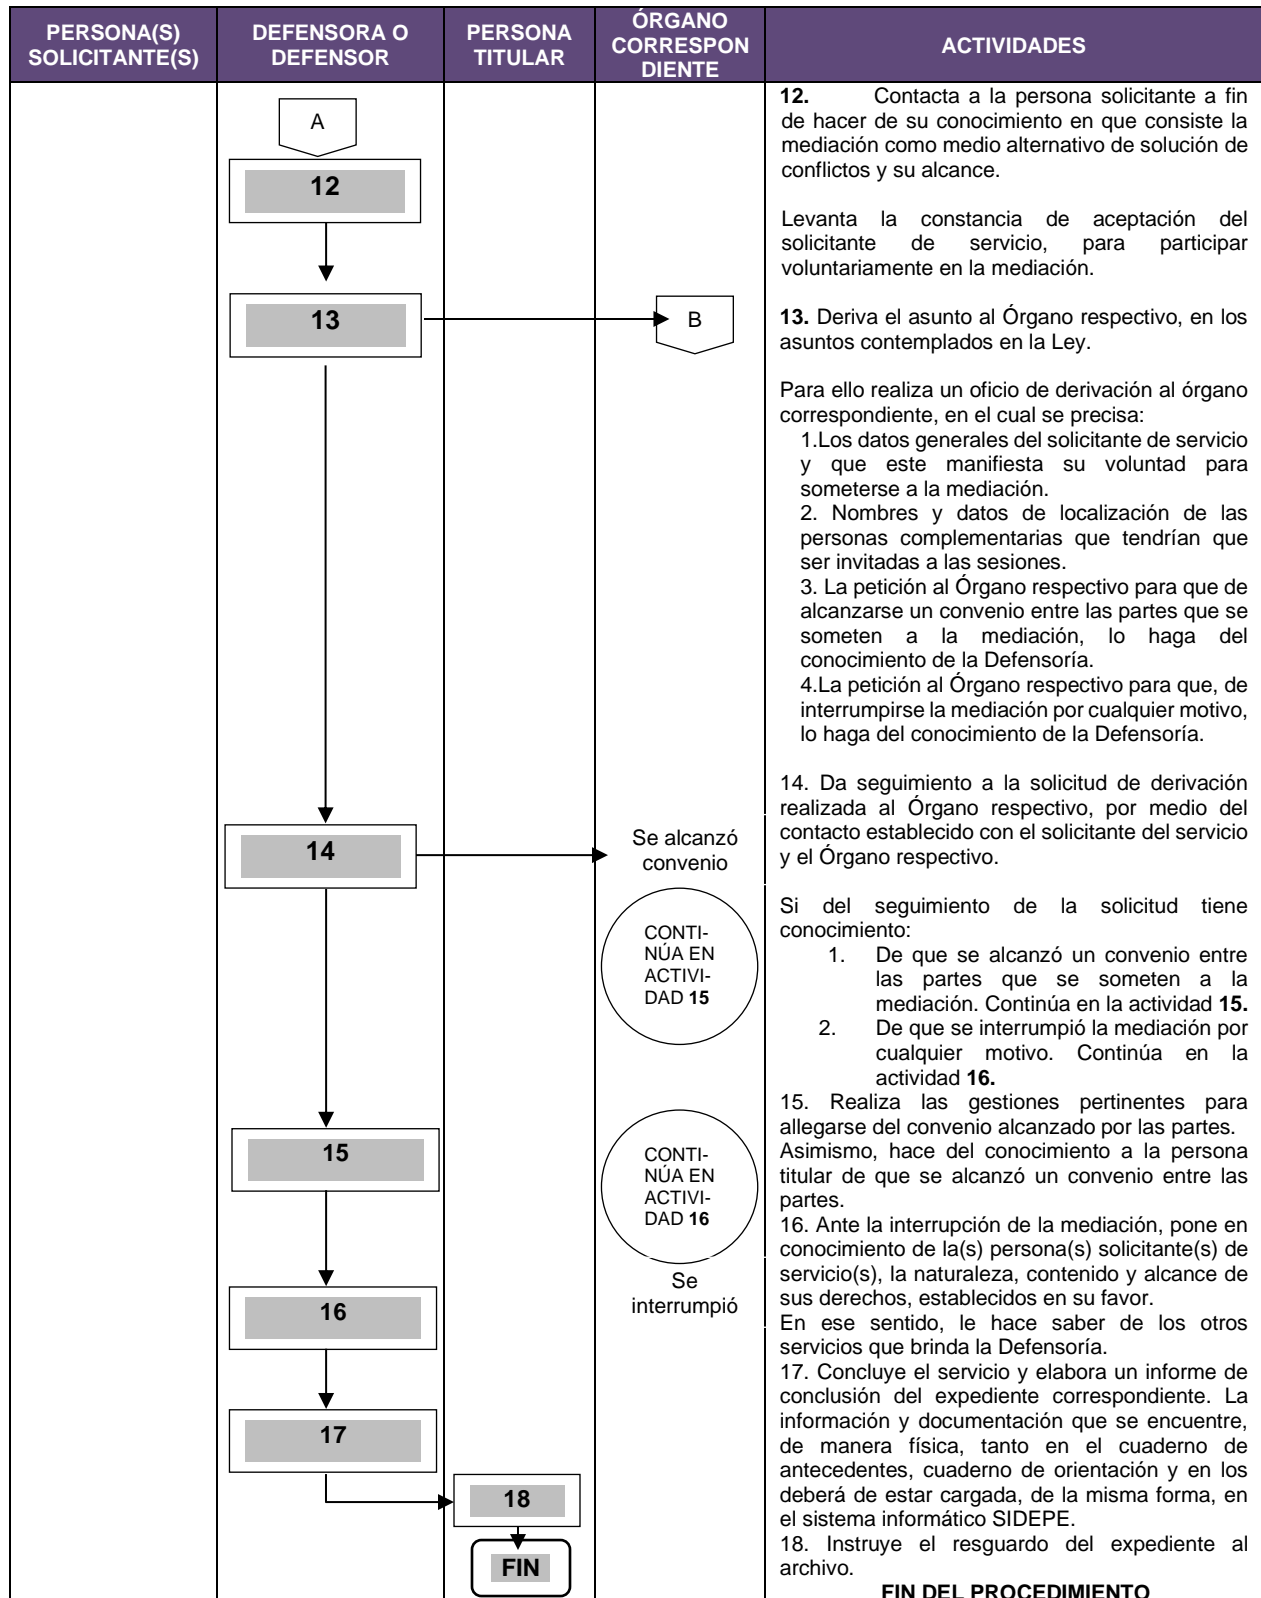 PERSONA(S)
SOLICITANTE(S)
DEFENSORA O
DEFENSOR
PERSONA
TITULAR
ÓRGANO
CORRESPON
DIENTE
ACTIVIDADES
A
12
13
B
14
Se alcanzó
convenio
CONTI-
NÚA EN
ACTIVI-
DAD 15
15
CONTI-
NÚA EN
ACTIVI-
DAD 16
Se
interrumpió
16
17
18
FIN
12. Contacta a la persona solicitante a fin
de hacer de su conocimiento en que consiste la
mediación como medio alternativo de solución de
conflictos y su alcance.
Levanta la constancia de aceptación del
solicitante de servicio, para participar
voluntariamente en la mediación.
13. Deriva el asunto al Órgano respectivo, en los
asuntos contemplados en la Ley.
Para ello realiza un oficio de derivación al órgano
correspondiente, en el cual se precisa:
1.Los datos generales del solicitante de servicio
y que este manifiesta su voluntad para
someterse a la mediación.
2. Nombres y datos de localización de las
personas complementarias que tendrían que
ser invitadas a las sesiones.
3. La petición al Órgano respectivo para que de
alcanzarse un convenio entre las partes que se
someten a la mediación, lo haga del
conocimiento de la Defensoría.
4.La petición al Órgano respectivo para que, de
interrumpirse la mediación por cualquier motivo,
lo haga del conocimiento de la Defensoría.
14. Da seguimiento a la solicitud de derivación
realizada al Órgano respectivo, por medio del
contacto establecido con el solicitante del servicio
y el Órgano respectivo.
Si del seguimiento de la solicitud tiene
conocimiento:
1. De que se alcanzó un convenio entre
las partes que se someten a la
mediación. Continúa en la actividad 15.
2. De que se interrumpió la mediación por
cualquier motivo. Continúa en la
actividad 16.
15. Realiza las gestiones pertinentes para
allegarse del convenio alcanzado por las partes.
Asimismo, hace del conocimiento a la persona
titular de que se alcanzó un convenio entre las
partes.
16. Ante la interrupción de la mediación, pone en
conocimiento de la(s) persona(s) solicitante(s) de
servicio(s), la naturaleza, contenido y alcance de
sus derechos, establecidos en su favor.
En ese sentido, le hace saber de los otros
servicios que brinda la Defensoría.
17. Concluye el servicio y elabora un informe de
conclusión del expediente correspondiente. La
información y documentación que se encuentre,
de manera física, tanto en el cuaderno de
antecedentes, cuaderno de orientación y en los
deberá de estar cargada, de la misma forma, en
el sistema informático SIDEPE.
18. Instruye el resguardo del expediente al
archivo.
FIN DEL PROCEDIMIENTO